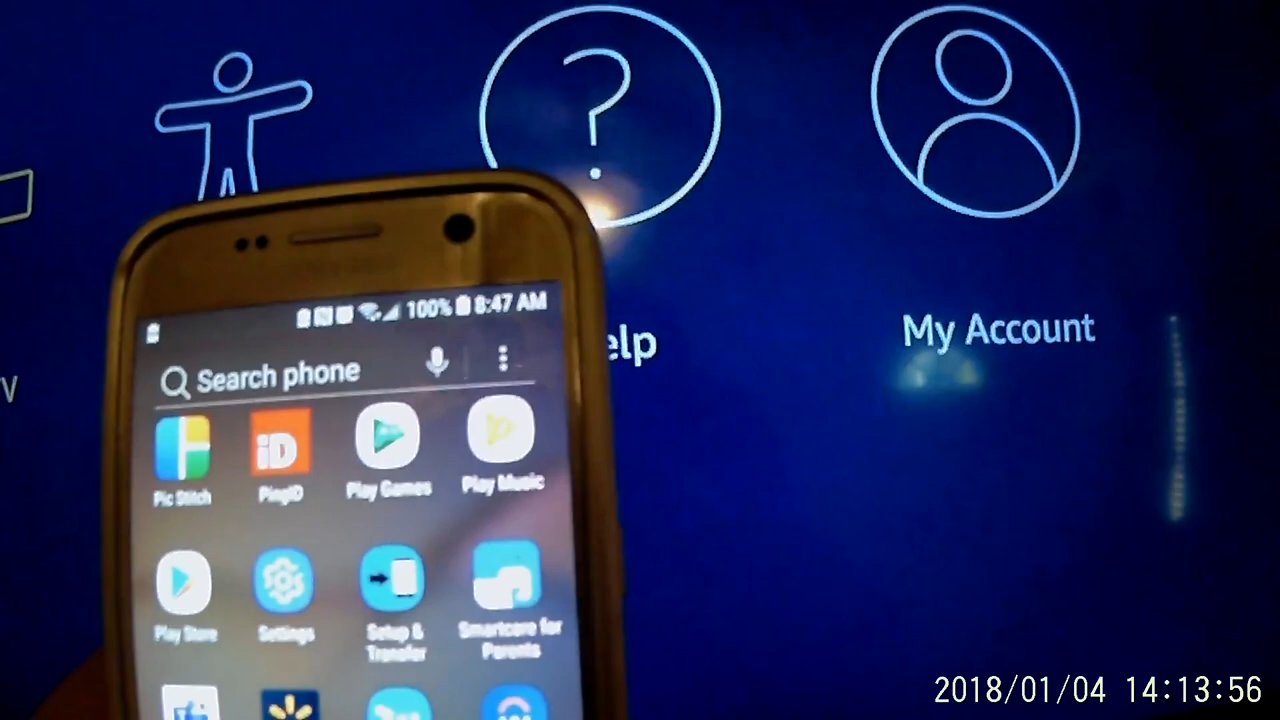 ?
elp
My Account
V
100% 8:47 AM
Search phone
iD
Pic Stitch
PingID
Play Games
Play Music
Play Store
Settings
Setup &
Transfer
Smartcare for
Parents
2018/01/04 14:13:56